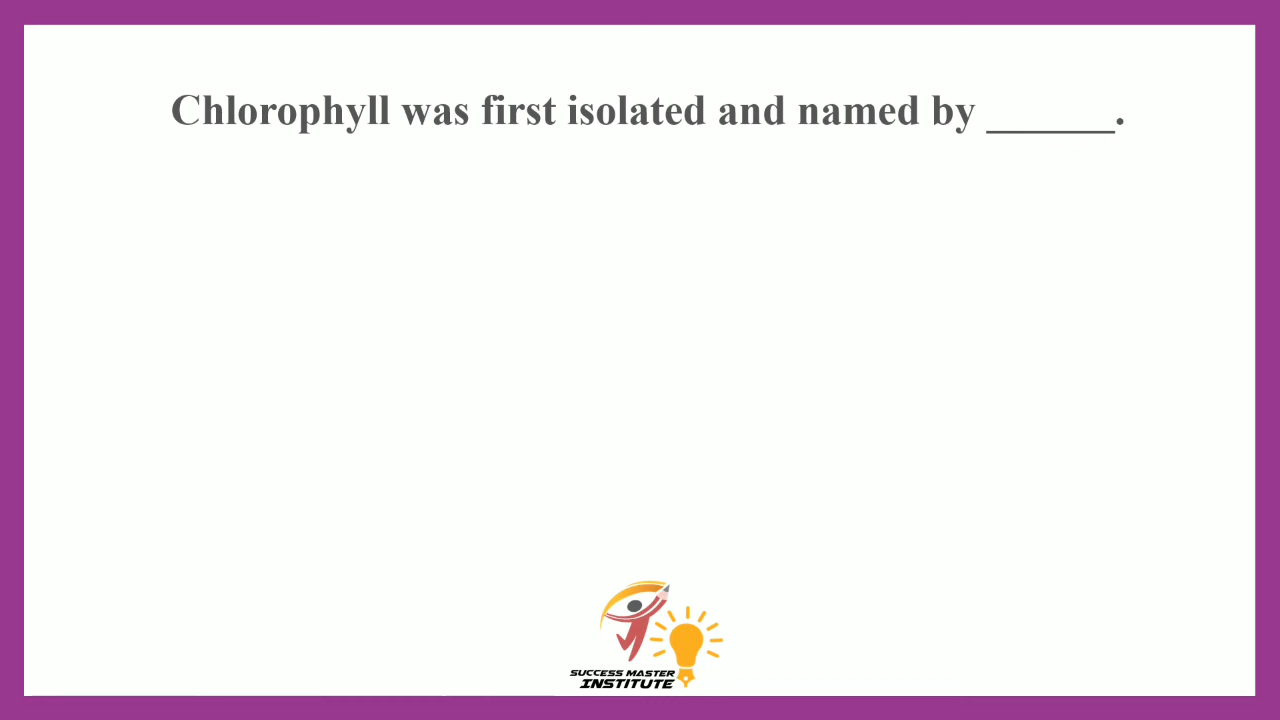 Chlorophyll was first isolated and named by ______.
SUCCESS MASTER
INSTITUTE